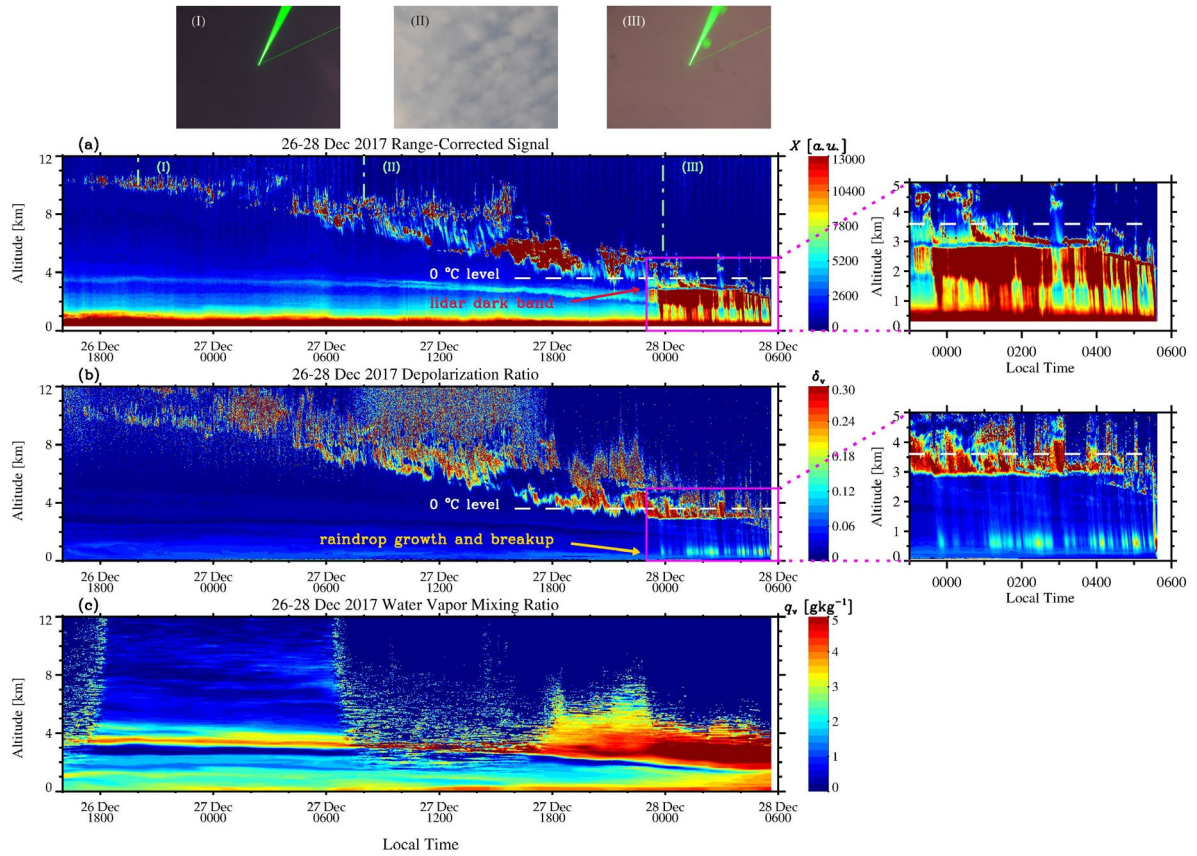 (I)
(II)
(III)
(a)
26-28 Dec 2017 Range-Corrected Signal
X [a.u.]
Altitude [km]
12
8
4
0
(I)
(II)
(III)
0 °C level
lidar dark band
26 Dec 27 Dec 27 Dec 27 Dec 27 Dec 28 Dec 28 Dec
1800 0000 0600 1200 1800 0000 0600
13000
10400
7800
5200
2600
0
Altitude [km]
5
4
3
2
1
0
0000 0200 0400 0600
Local Time
(b)
26-28 Dec 2017 Depolarization Ratio
δv
Altitude [km]
12
8
4
0
0 °C level
raindrop growth and breakup
26 Dec 27 Dec 27 Dec 27 Dec 27 Dec 28 Dec 28 Dec
1800 0000 0600 1200 1800 0000 0600
0.30
0.24
0.18
0.12
0.06
0
Altitude [km]
5
4
3
2
1
0
0000 0200 0400 0600
Local Time
(c)
26-28 Dec 2017 Water Vapor Mixing Ratio
qv [gkg⁻¹]
Altitude [km]
12
8
4
0
26 Dec 27 Dec 27 Dec 27 Dec 27 Dec 28 Dec 28 Dec
1800 0000 0600 1200 1800 0000 0600
5
4
3
2
1
0
Local Time